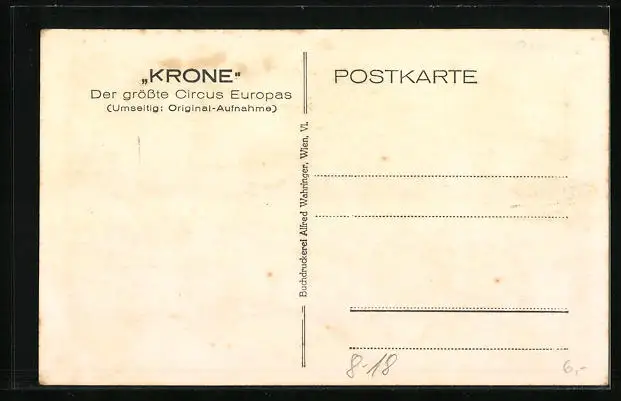 „KRONE“
Der größte Circus Europas
(Umseitig: Original-Aufnahme)
POSTKARTE
Buchdruckerei Alfred Wahringer, Wien, VI.
8-18
6,-